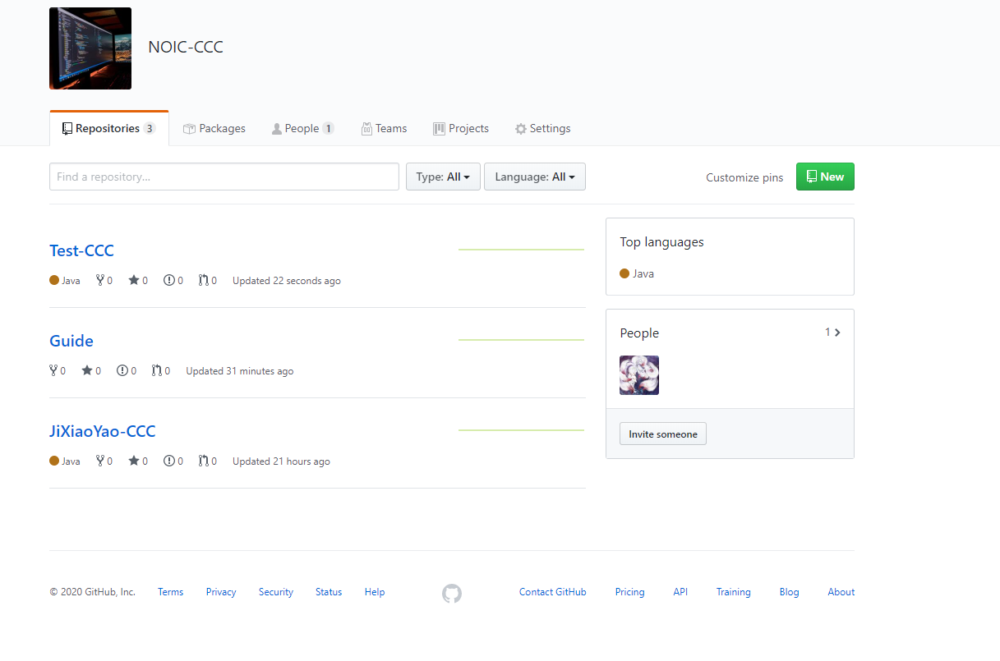 NOIC-CCC
Repositories 3 Packages People 1 Teams Projects Settings
Find a repository... Type: All Language: All Customize pins New
Test-CCC
Java 0 0 0 0 Updated 22 seconds ago
Guide
0 0 0 0 Updated 31 minutes ago
JiXiaoYao-CCC
Java 0 0 0 0 Updated 21 hours ago
Top languages
Java
People 1
Invite someone
© 2020 GitHub, Inc. Terms Privacy Security Status Help Contact GitHub Pricing API Training Blog About